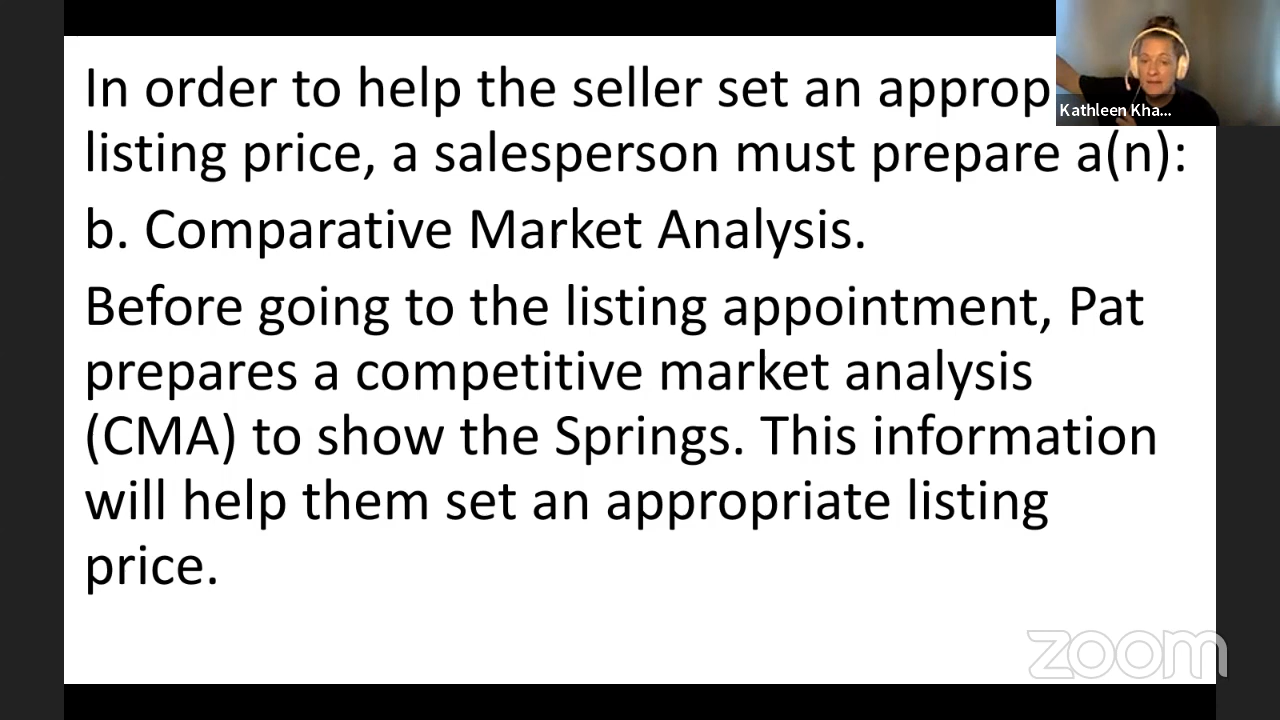 In order to help the seller set an approp
listing price, a salesperson must prepare a(n):
b. Comparative Market Analysis.
Before going to the listing appointment, Pat
prepares a competitive market analysis
(CMA) to show the Springs. This information
will help them set an appropriate listing
price.
Kathleen Kha...
zoom